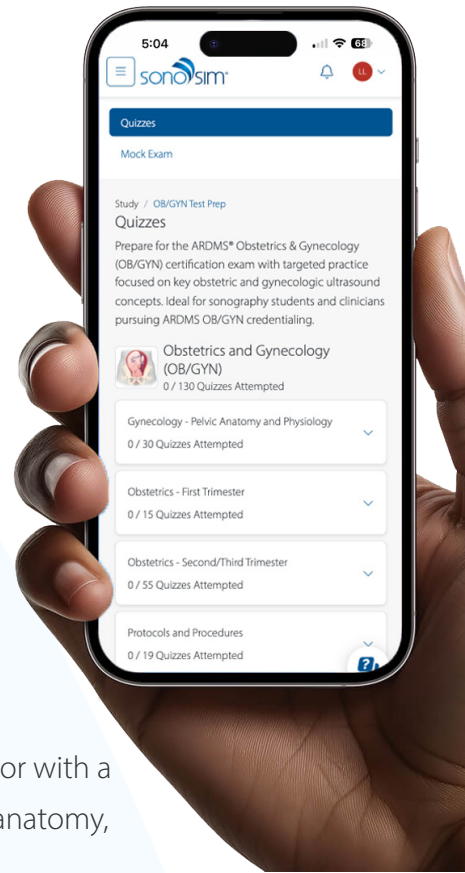 5:04
68
sonosim
LL
Quizzes
Mock Exam
Study / OB/GYN Test Prep
Quizzes
Prepare for the ARDMS® Obstetrics & Gynecology
(OB/GYN) certification exam with targeted practice
focused on key obstetric and gynecologic ultrasound
concepts. Ideal for sonography students and clinicians
pursuing ARDMS OB/GYN credentialing.
Obstetrics and Gynecology
(OB/GYN)
0 / 130 Quizzes Attempted
Gynecology - Pelvic Anatomy and Physiology
0 / 30 Quizzes Attempted
Obstetrics - First Trimester
0 / 15 Quizzes Attempted
Obstetrics - Second/Third Trimester
0 / 55 Quizzes Attempted
Protocols and Procedures
0 / 19 Quizzes Attempted
?
or with a
anatomy,